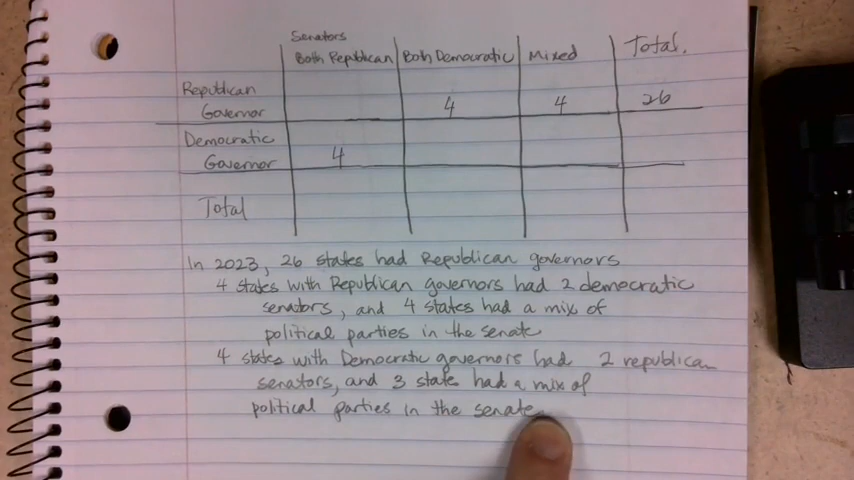 Senators
Both Republican Both Democratic Mixed Total.
Republican
Governor 4 4 26
Democratic
Governor 4
Total
In 2023, 26 states had Republican governors
4 states with Republican governors had 2 democratic
senators, and 4 states had a mix of
political parties in the senate
4 states with Democratic governors had 2 republican
senators, and 3 states had a mix of
political parties in the senate